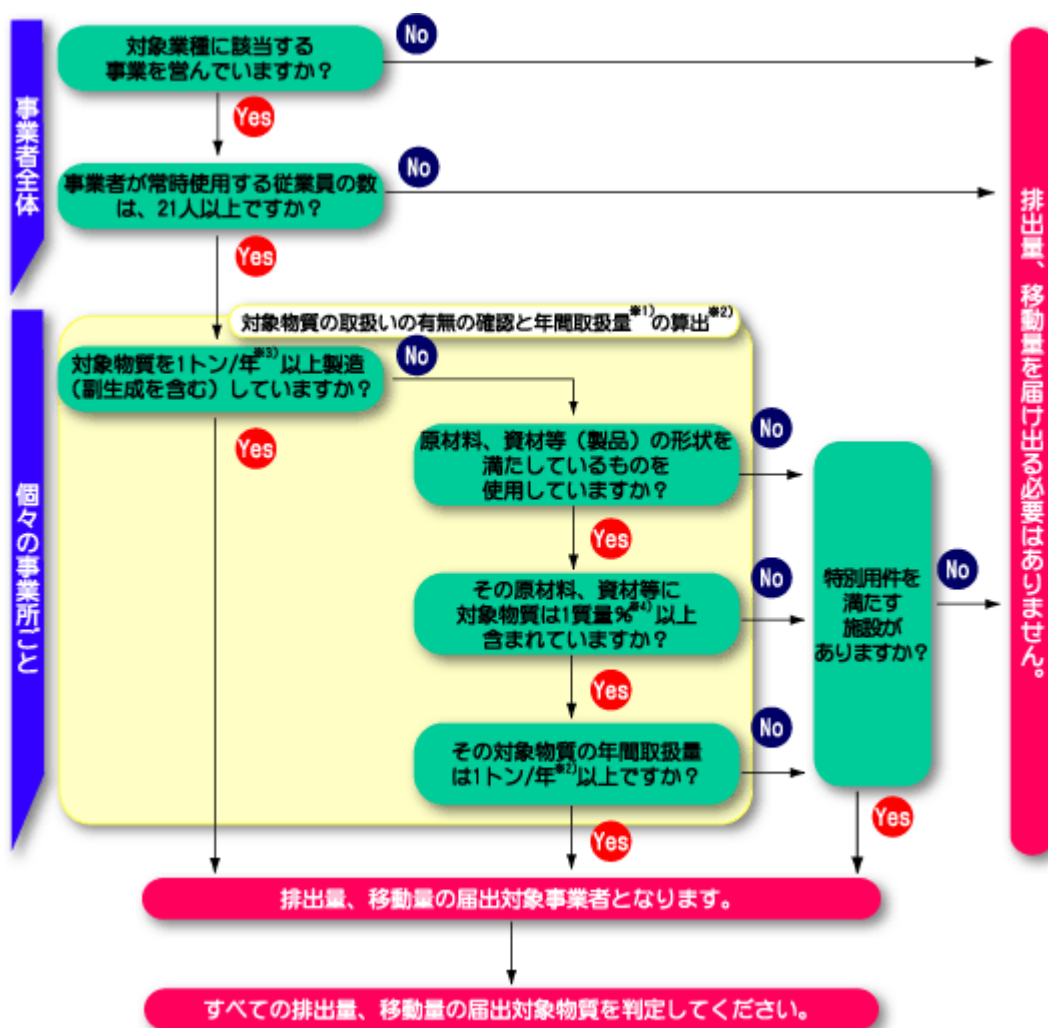 対象業種に該当する
事業を営んでいますか？
No
Yes
事業者全体
事業者が常時使用する従業員の数
は、21人以上ですか？
No
Yes
排出量、移動量を届け出る必要はありません。
対象物質の取扱いの有無の確認と年間取扱量※1)の算出※2)
個々の事業所ごと
対象物質を1トン/年※3)以上製造
（副生成を含む）していますか？
No
Yes
原材料、資材等（製品）の形状を
満たしているものを
使用していますか？
No
Yes
その原材料、資材等に
対象物質は1質量%※4)以上
含まれていますか？
No
Yes
その対象物質の年間取扱量
は1トン/年※2)以上ですか？
No
Yes
特別用件を
満たす
施設が
ありますか？
No
Yes
排出量、移動量の届出対象事業者となります。
すべての排出量、移動量の届出対象物質を判定してください。